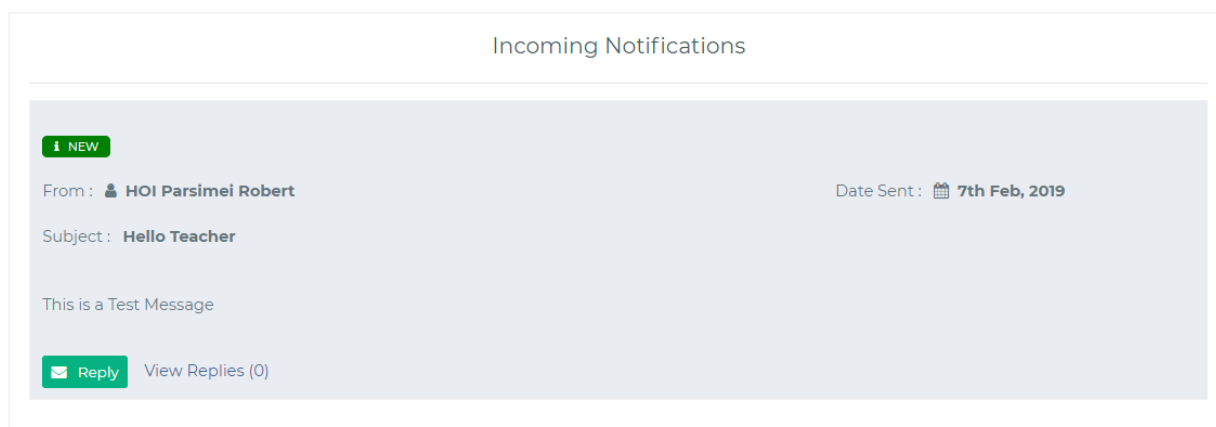 Incoming Notifications
NEW
From : HOI Parsimei Robert Date Sent : 7th Feb, 2019
Subject : Hello Teacher
This is a Test Message
Reply View Replies (0)